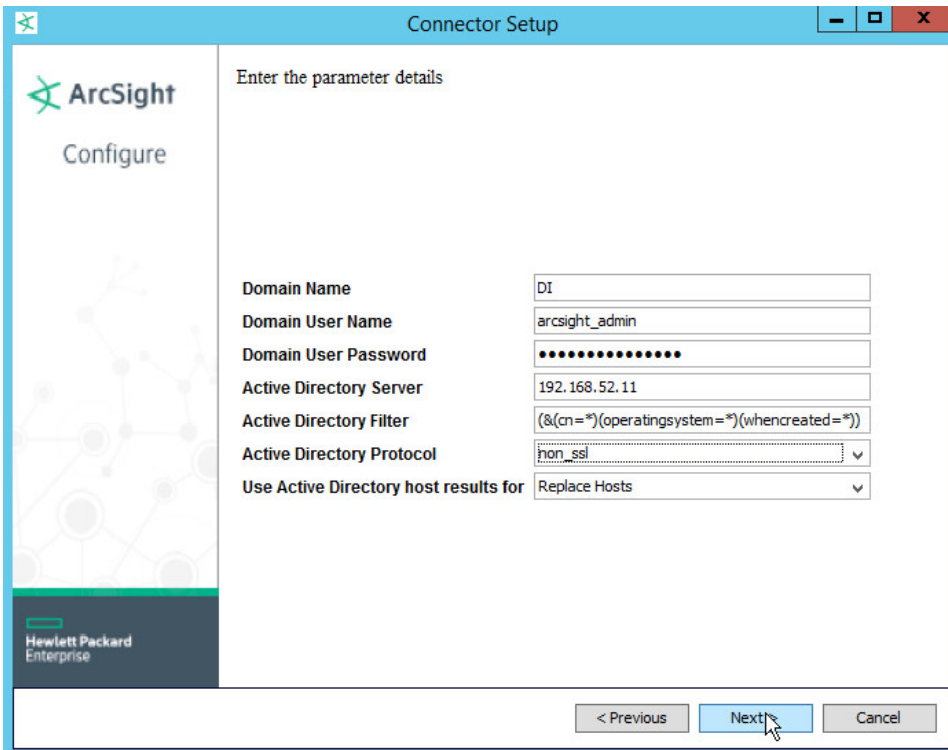 Connector Setup
ArcSight
Configure
Enter the parameter details
Domain Name DI
Domain User Name arcsight_admin
Domain User Password •••••••••••••••
Active Directory Server 192.168.52.11
Active Directory Filter (&(cn=*)(operatingsystem=*)(whencreated=*))
Active Directory Protocol non_ssl
Use Active Directory host results for Replace Hosts
Hewlett Packard
Enterprise
< Previous Next > Cancel